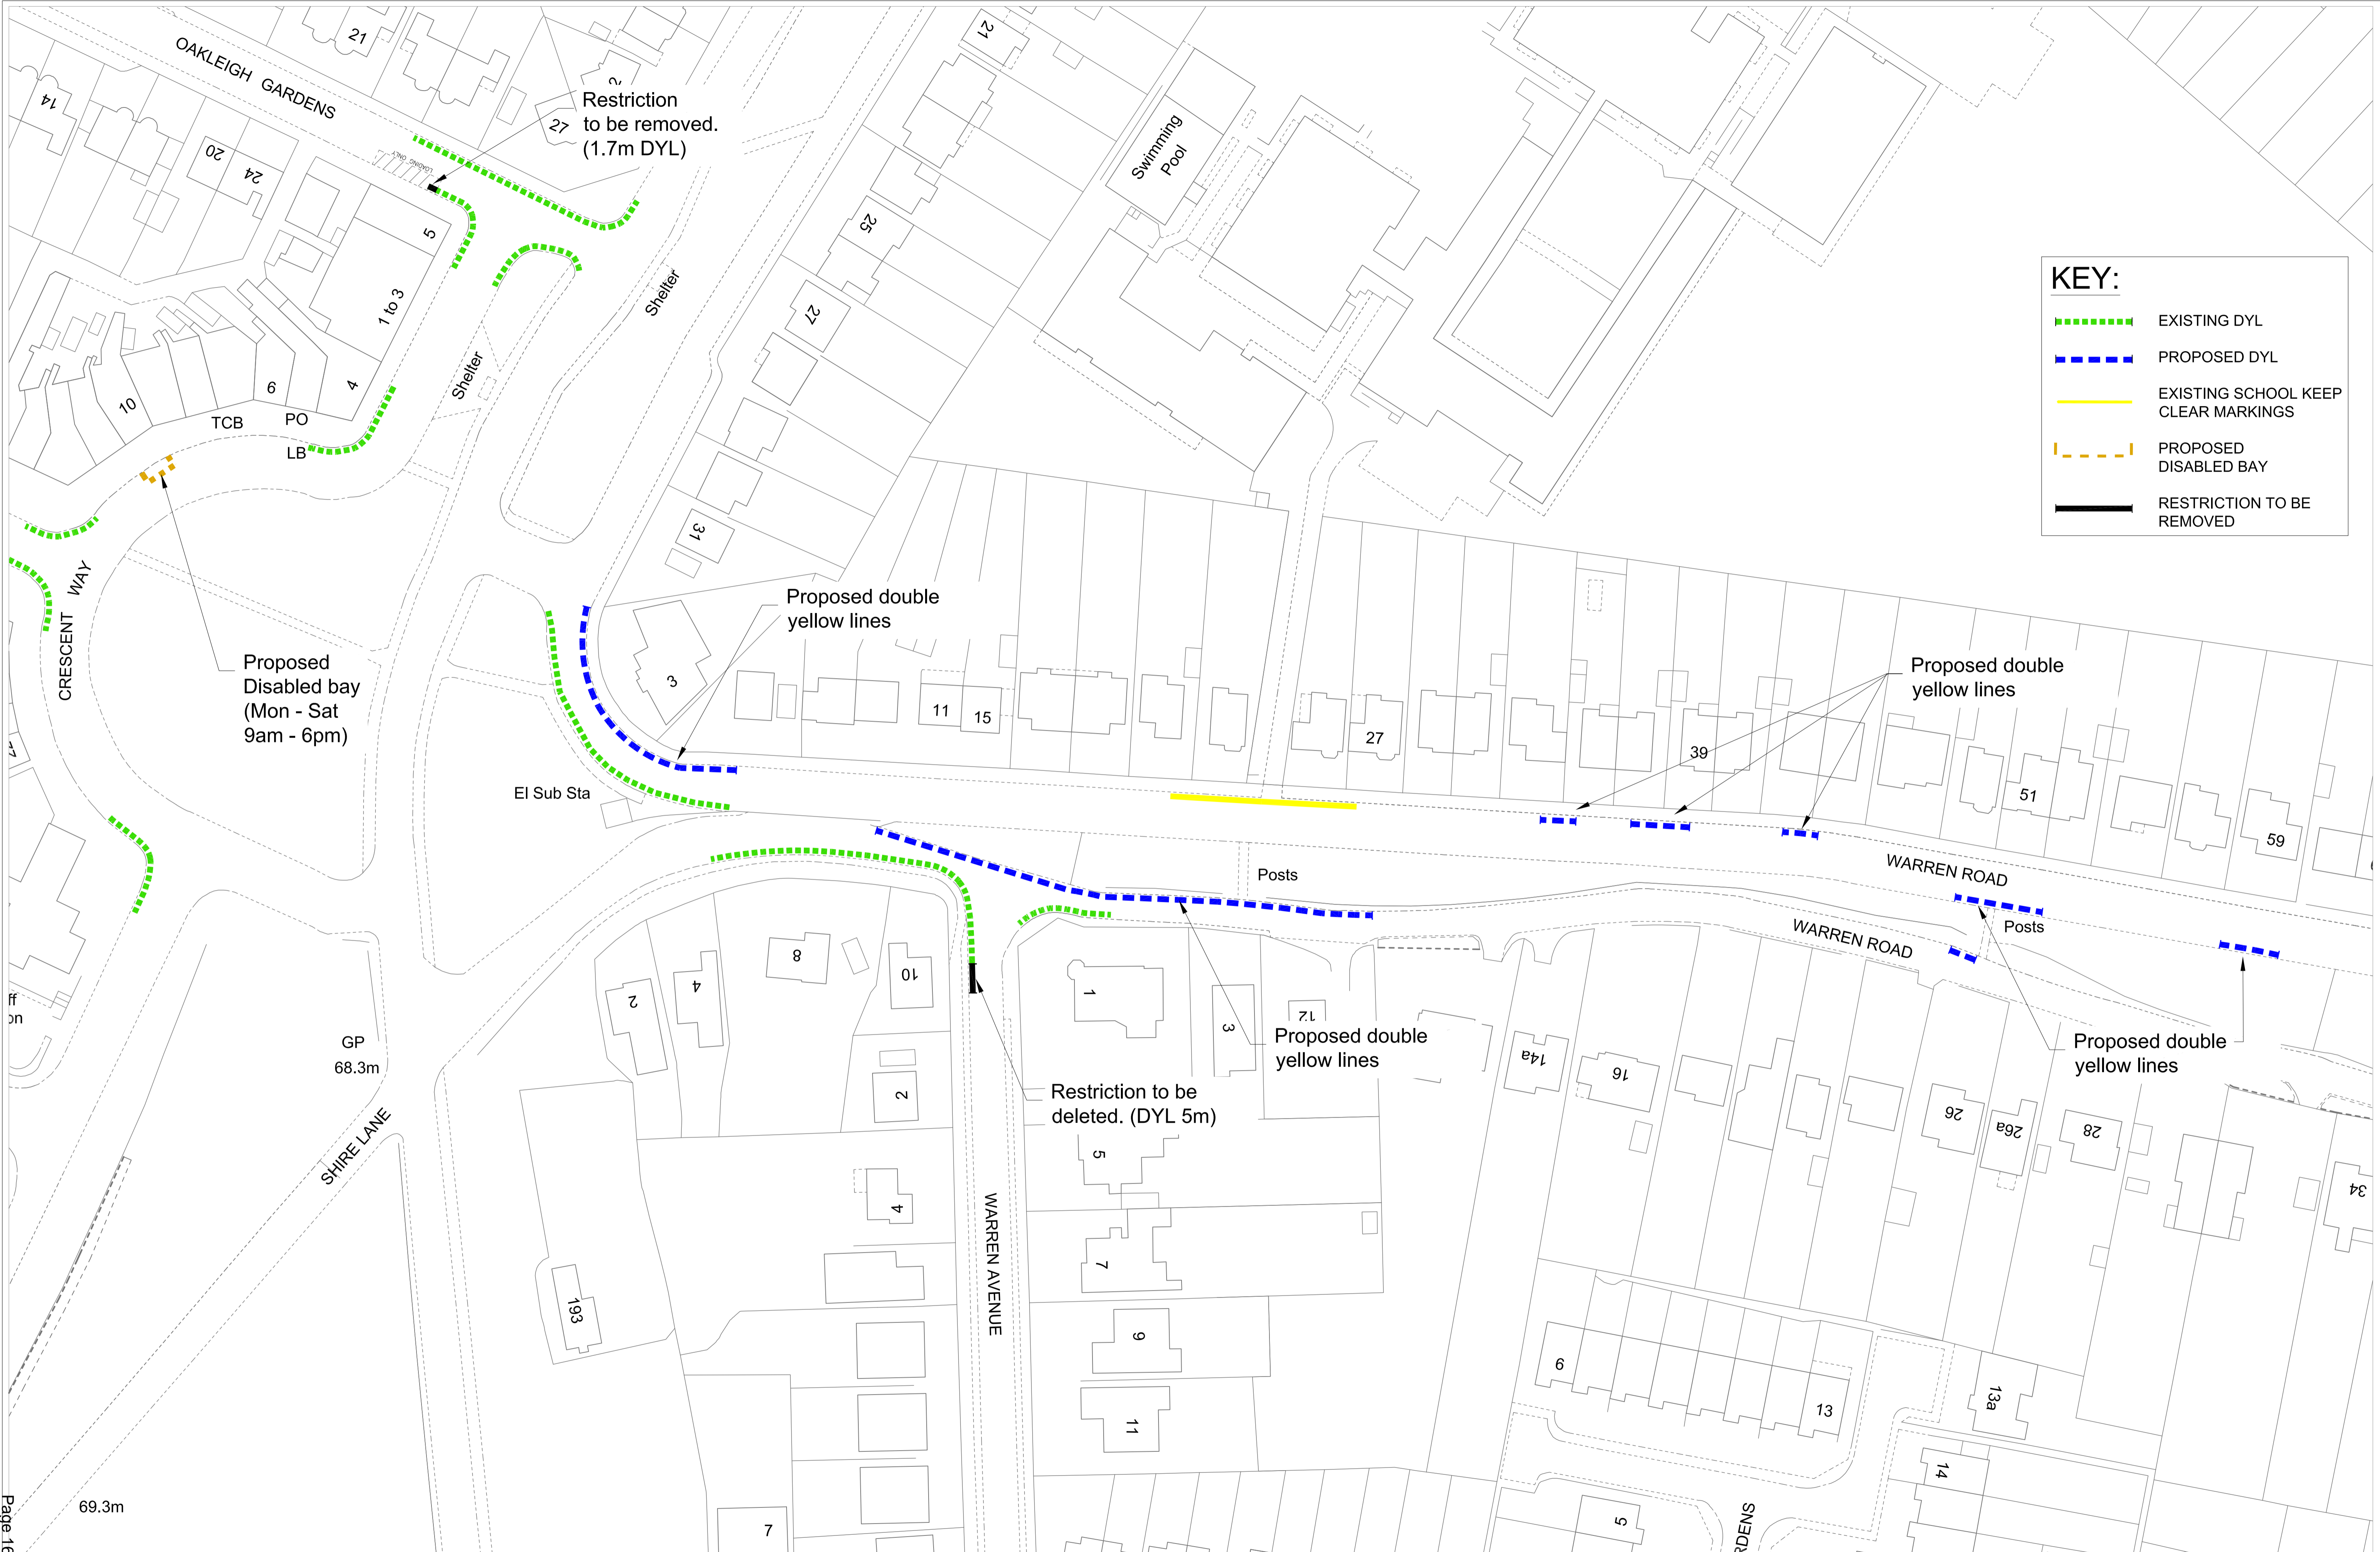 OAKLEIGH GARDENS
21
14
20
24
27
2
Restriction
to be removed.
(1.7m DYL)
LOADING ONLY
5
1 to 3
4
6
10
TCB
PO
LB
Shelter
Shelter
21
25
27
31
Swimming
Pool
KEY:
EXISTING DYL
PROPOSED DYL
EXISTING SCHOOL KEEP
CLEAR MARKINGS
PROPOSED
DISABLED BAY
RESTRICTION TO BE
REMOVED
CRESCENT WAY
Proposed
Disabled bay
(Mon - Sat
9am - 6pm)
Proposed double
yellow lines
3
11
15
27
39
51
59
Proposed double
yellow lines
El Sub Sta
Posts
WARREN ROAD
WARREN ROAD
Posts
2
4
8
10
2
4
1
3
12
14a
16
26
26a
28
34
Proposed double
yellow lines
Proposed double
yellow lines
Restriction to be
deleted. (DYL 5m)
GP
68.3m
SHIRE LANE
WARREN AVENUE
193
5
7
9
11
7
6
13
13a
14
5
69.3m